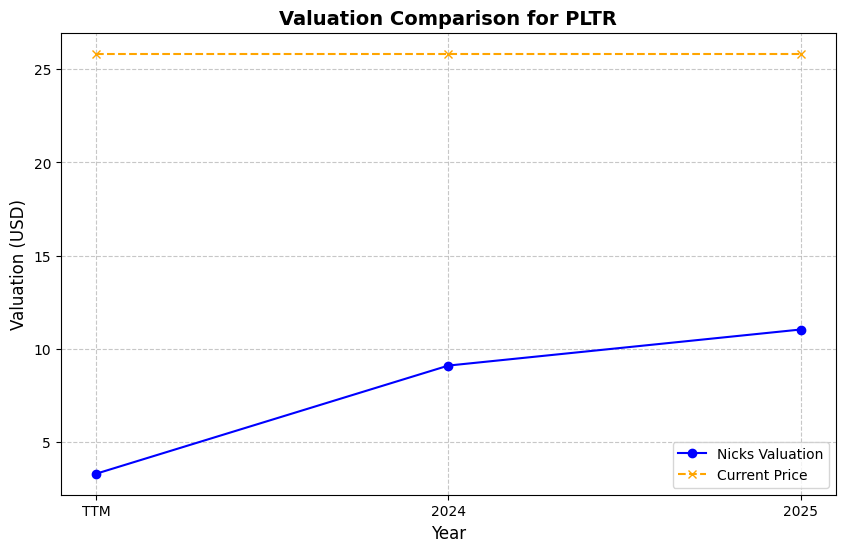 Valuation Comparison for PLTR
Valuation (USD)
25
20
15
10
5
TTM
2024
2025
Year
Nicks Valuation
Current Price